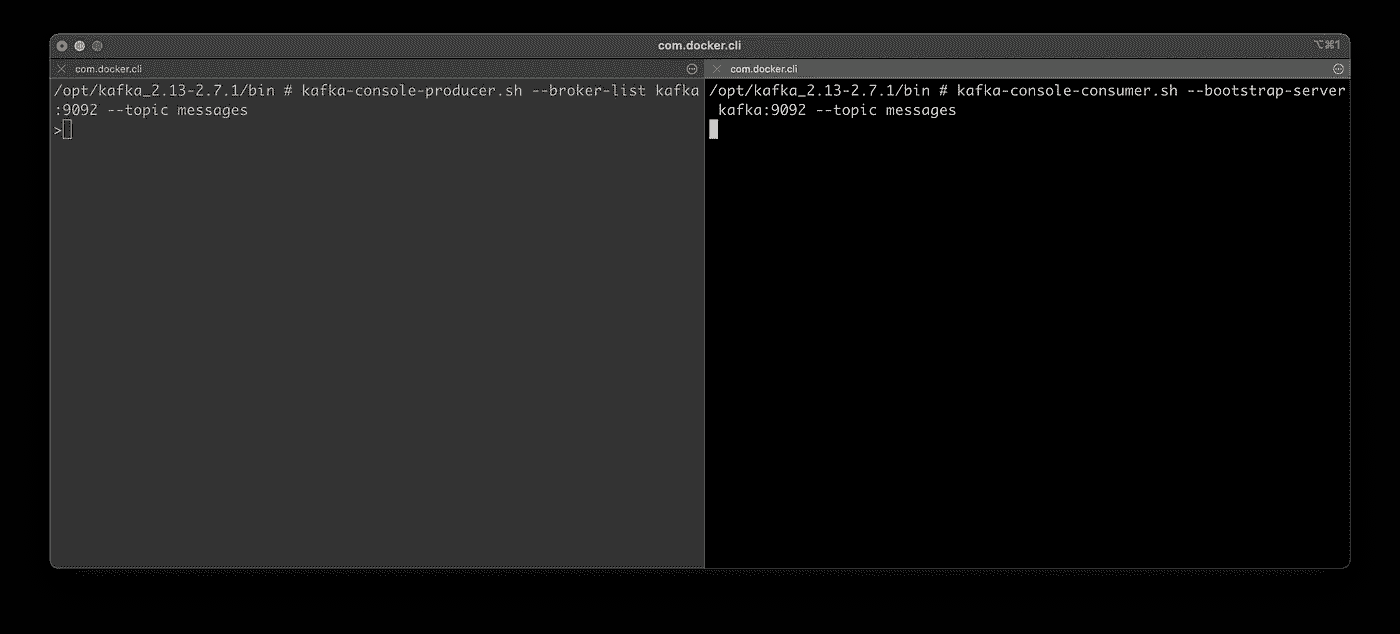 com.docker.cli
⌥⌘1
com.docker.cli
/opt/kafka_2.13-2.7.1/bin # kafka-console-producer.sh --broker-list kafka
:9092 --topic messages
>
com.docker.cli
/opt/kafka_2.13-2.7.1/bin # kafka-console-consumer.sh --bootstrap-server
kafka:9092 --topic messages